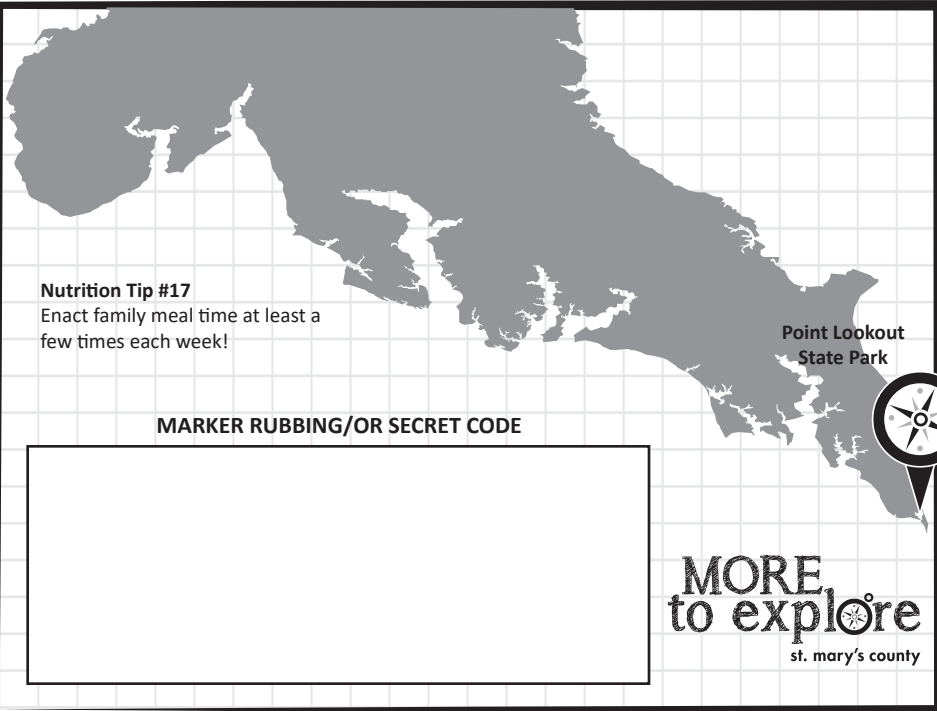 Nutrition Tip #17
Enact family meal time at least a
few times each week!
Point Lookout
State Park
MARKER RUBBING/OR SECRET CODE
MORE
to explore
st. mary's county